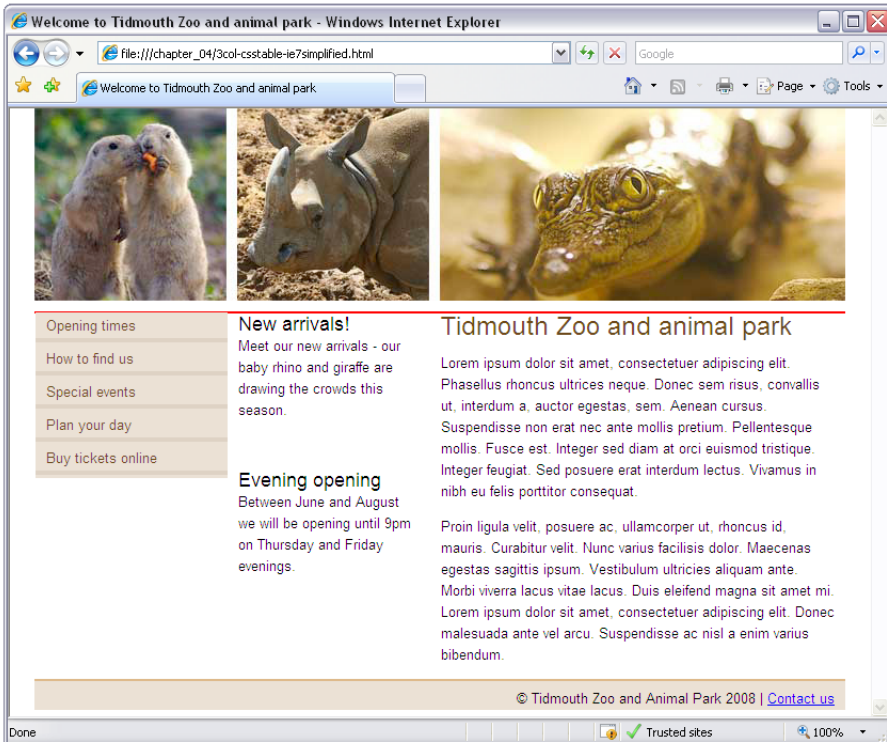 Welcome to Tidmouth Zoo and animal park - Windows Internet Explorer
file:///chapter_04/3col-csstable-ie7simplified.html
Google
Welcome to Tidmouth Zoo and animal park
Page
Tools
Opening times
How to find us
Special events
Plan your day
Buy tickets online
New arrivals!
Meet our new arrivals - our
baby rhino and giraffe are
drawing the crowds this
season.
Evening opening
Between June and August
we will be opening until 9pm
on Thursday and Friday
evenings.
Tidmouth Zoo and animal park
Lorem ipsum dolor sit amet, consectetuer adipiscing elit.
Phasellus rhoncus ultrices neque. Donec sem risus, convallis
ut, interdum a, auctor egestas, sem. Aenean cursus.
Suspendisse non erat nec ante mollis pretium. Pellentesque
mollis. Fusce est. Integer sed diam at orci euismod tristique.
Integer feugiat. Sed posuere erat interdum lectus. Vivamus in
nibh eu felis porttitor consequat.
Proin ligula velit, posuere ac, ullamcorper ut, rhoncus id,
mauris. Curabitur velit. Nunc varius facilisis dolor. Maecenas
egestas sagittis ipsum. Vestibulum ultricies aliquam ante.
Morbi viverra lacus vitae lacus. Duis eleifend magna sit amet mi.
Lorem ipsum dolor sit amet, consectetuer adipiscing elit. Donec
malesuada ante vel arcu. Suspendisse ac nisl a enim varius
bibendum.
© Tidmouth Zoo and Animal Park 2008 | Contact us
Done
Trusted sites
100%